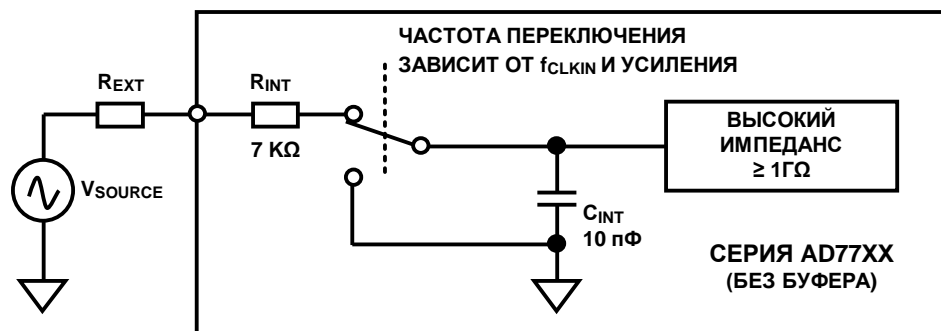 ЧАСТОТА ПЕРЕКЛЮЧЕНИЯ
ЗАВИСИТ ОТ fCLKIN И УСИЛЕНИЯ
REXT
RINT
7 KΩ
ВЫСОКИЙ
ИМПЕДАНС
≥ 1ГΩ
VSOURCE
CINT
10 пФ
СЕРИЯ AD77XX
(БЕЗ БУФЕРА)